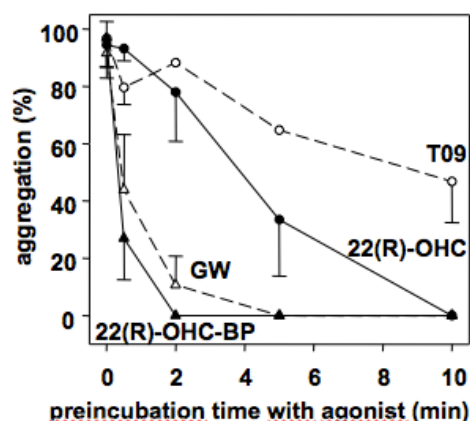 100
80
60
40
20
0
aggregation (%)
T09
22(R)-OHC
GW
22(R)-OHC-BP
0 2 4 6 8 10
preincubation time with agonist (min)